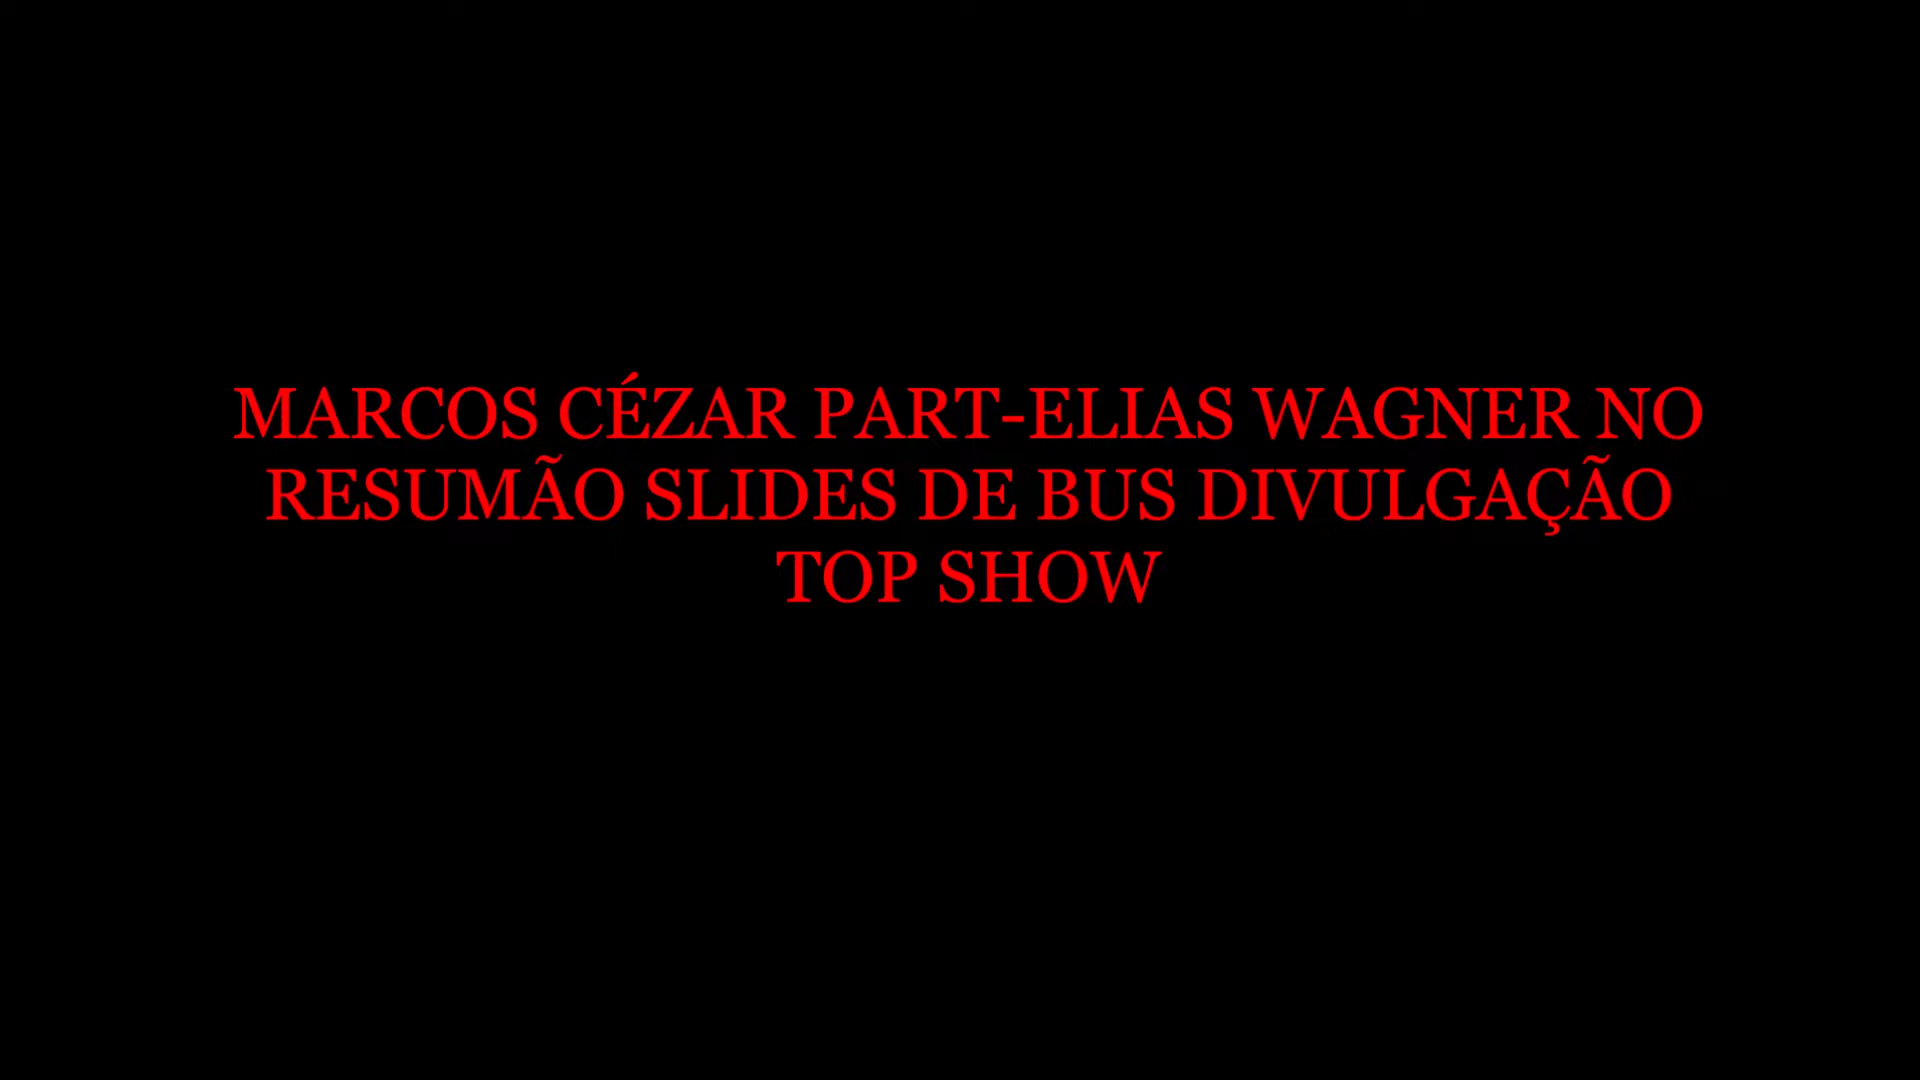 MARCOS CÉZAR PART-ELIAS WAGNER NO
RESUMÃO SLIDES DE BUS DIVULGAÇÃO
TOP SHOW